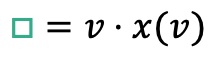 □ = v · x(v)